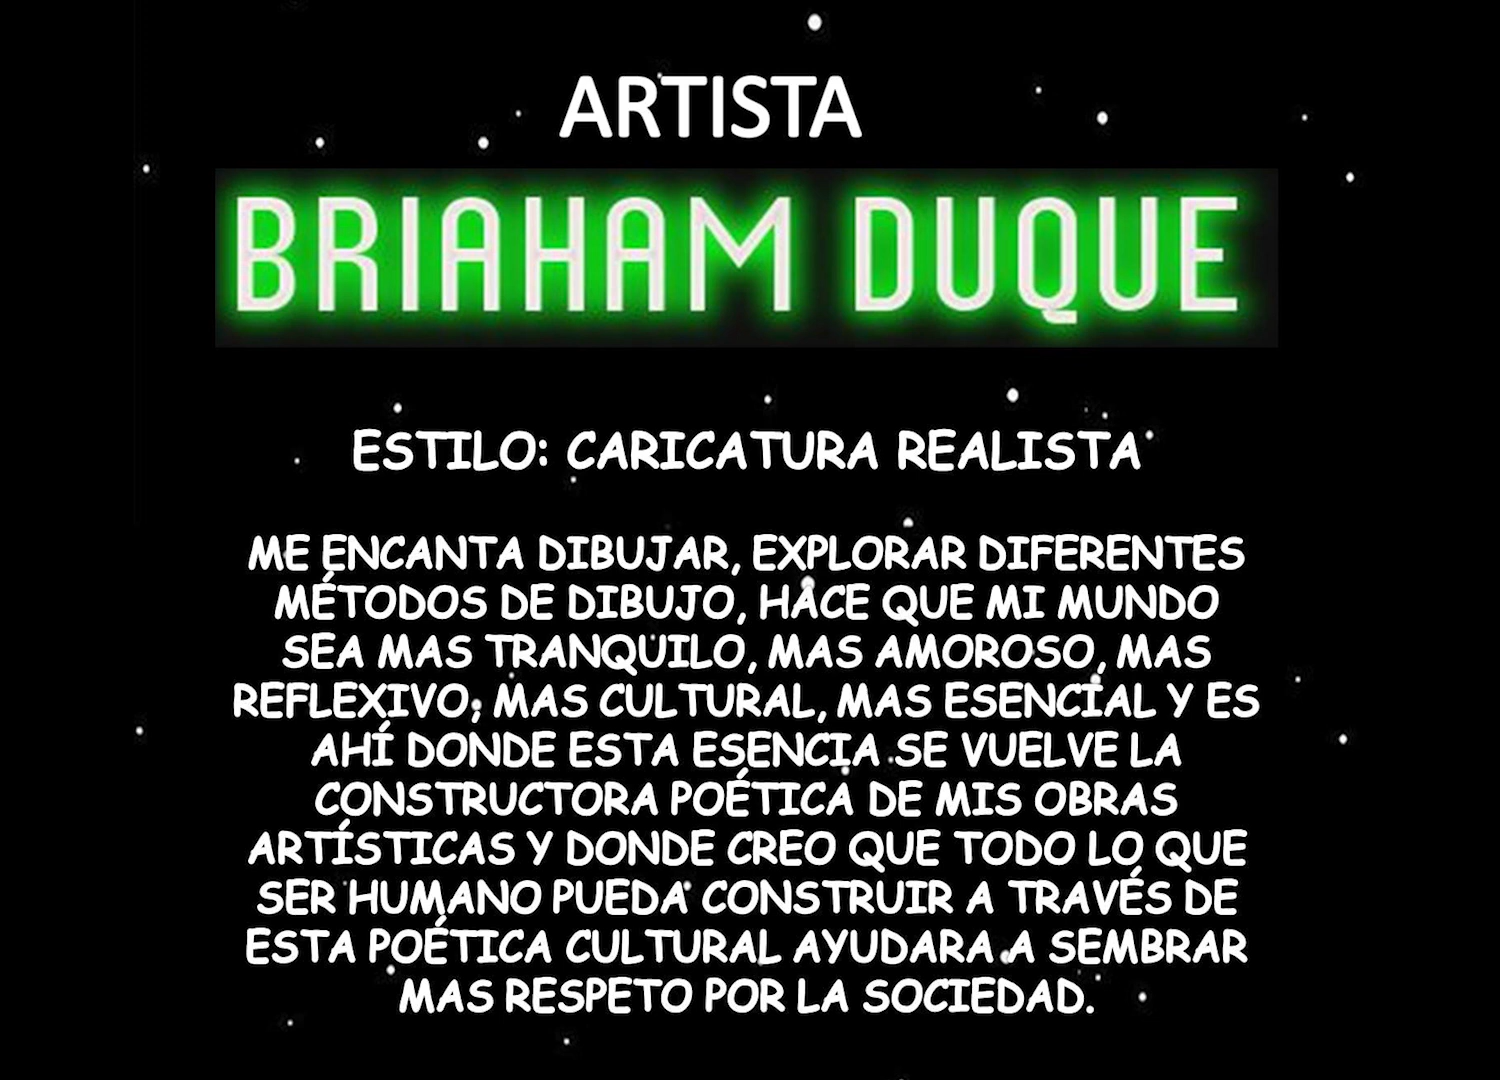 ARTISTA
BRIAHAM DUQUE
ESTILO: CARICATURA REALISTA
ME ENCANTA DIBUJAR, EXPLORAR DIFERENTES
MÉTODOS DE DIBUJO, HACE QUE MI MUNDO
SEA MAS TRANQUILO, MAS AMOROSO, MAS
REFLEXIVO, MAS CULTURAL, MAS ESENCIAL Y ES
AHÍ DONDE ESTA ESENCIA SE VUELVE LA
CONSTRUCTORA POÉTICA DE MIS OBRAS
ARTÍSTICAS Y DONDE CREO QUE TODO LO QUE
SER HUMANO PUEDA CONSTRUIR A TRAVÉS DE
ESTA POÉTICA CULTURAL AYUDARA A SEMBRAR
MAS RESPETO POR LA SOCIEDAD.